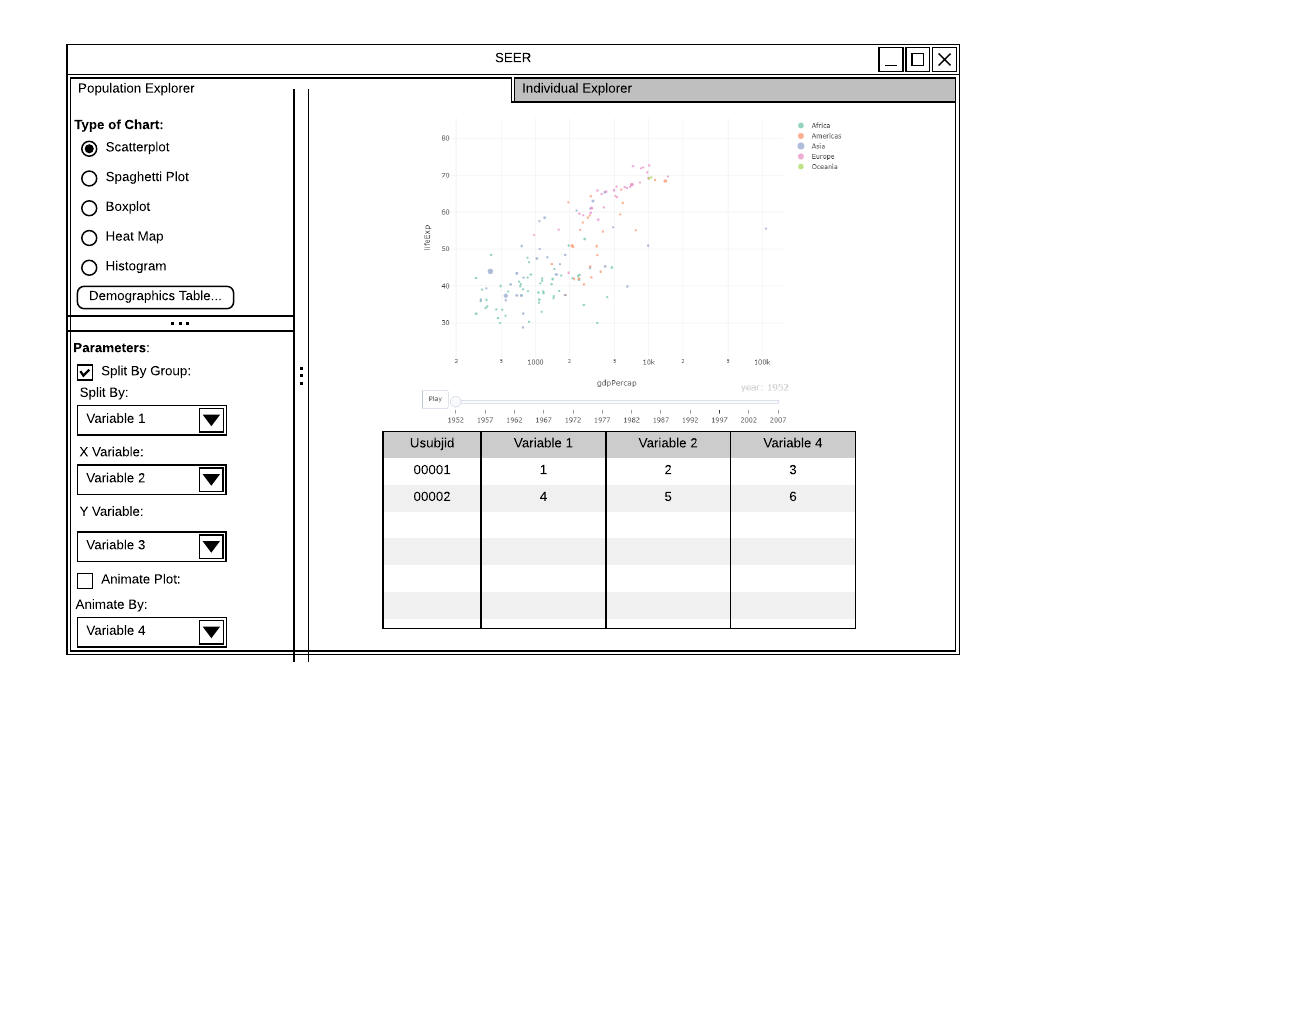 SEER
Population Explorer
Individual Explorer
Type of Chart:
Scatterplot
Spaghetti Plot
Boxplot
Heat Map
Histogram
Demographics Table...
Parameters:
Split By Group:
Split By:
Variable 1
X Variable:
Variable 2
Y Variable:
Variable 3
Animate Plot:
Animate By:
Variable 4
Africa
Americas
Asia
Europe
Oceania
lifeExp
80
70
60
50
40
30
2 5 1000 2 5 10k 2 5 100k
gdpPercap
year: 1952
Play
1952 1957 1962 1967 1972 1977 1982 1987 1992 1997 2002 2007
Usubjid Variable 1 Variable 2 Variable 4
00001 1 2 3
00002 4 5 6